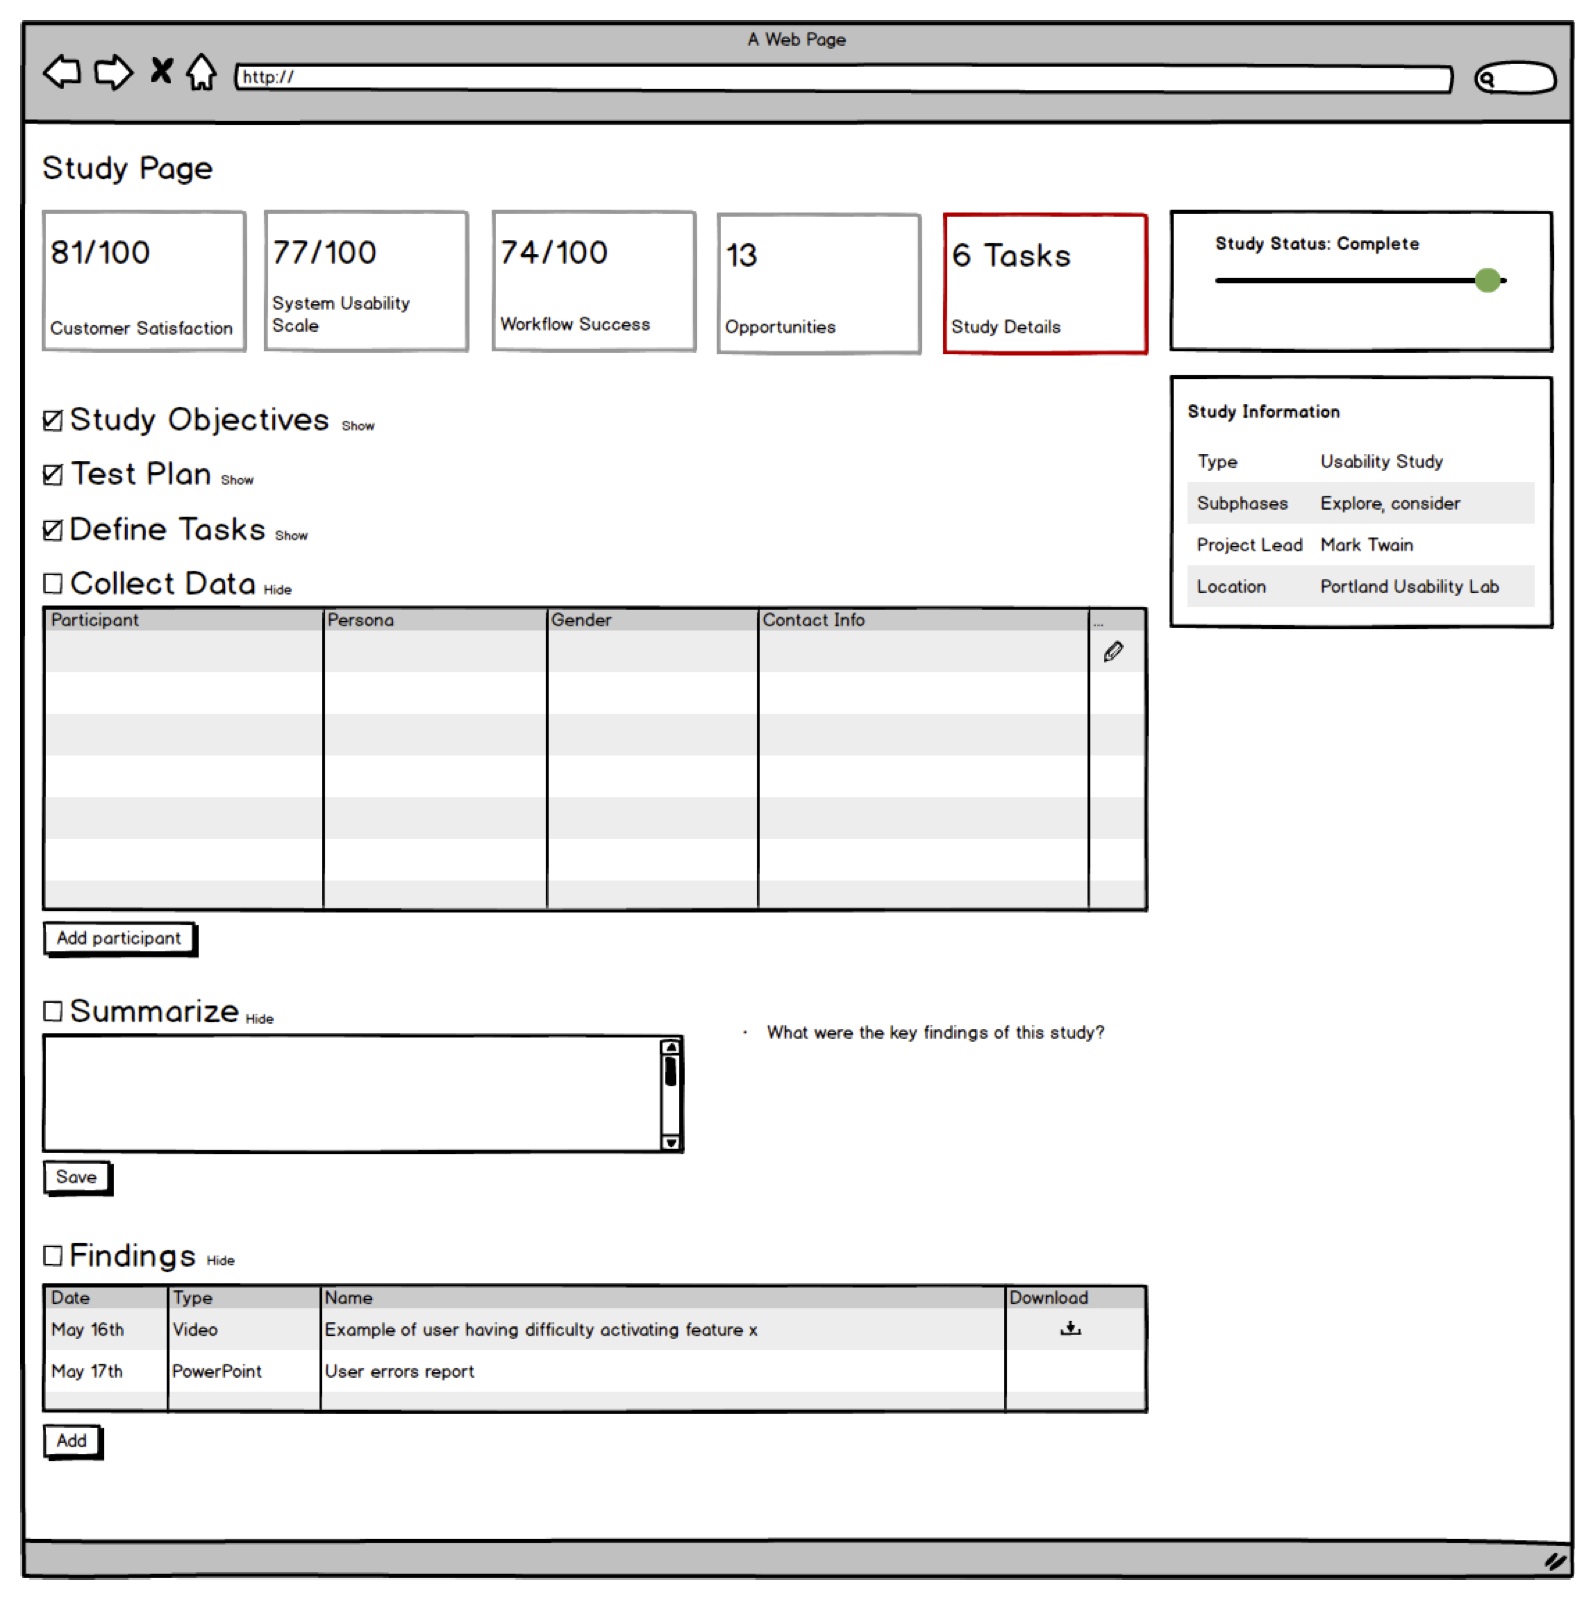 A Web Page
http://
Study Page
81/100
Customer Satisfaction
77/100
System Usability
Scale
74/100
Workflow Success
13
Opportunities
6 Tasks
Study Details
Study Status: Complete
Study Information
Type Usability Study
Subphases Explore, consider
Project Lead Mark Twain
Location Portland Usability Lab
Study Objectives Show
Test Plan Show
Define Tasks Show
Collect Data Hide
Participant Persona Gender Contact Info ...
Add participant
Summarize Hide
· What were the key findings of this study?
Save
Findings Hide
Date Type Name Download
May 16th Video Example of user having difficulty activating feature x
May 17th PowerPoint User errors report
Add